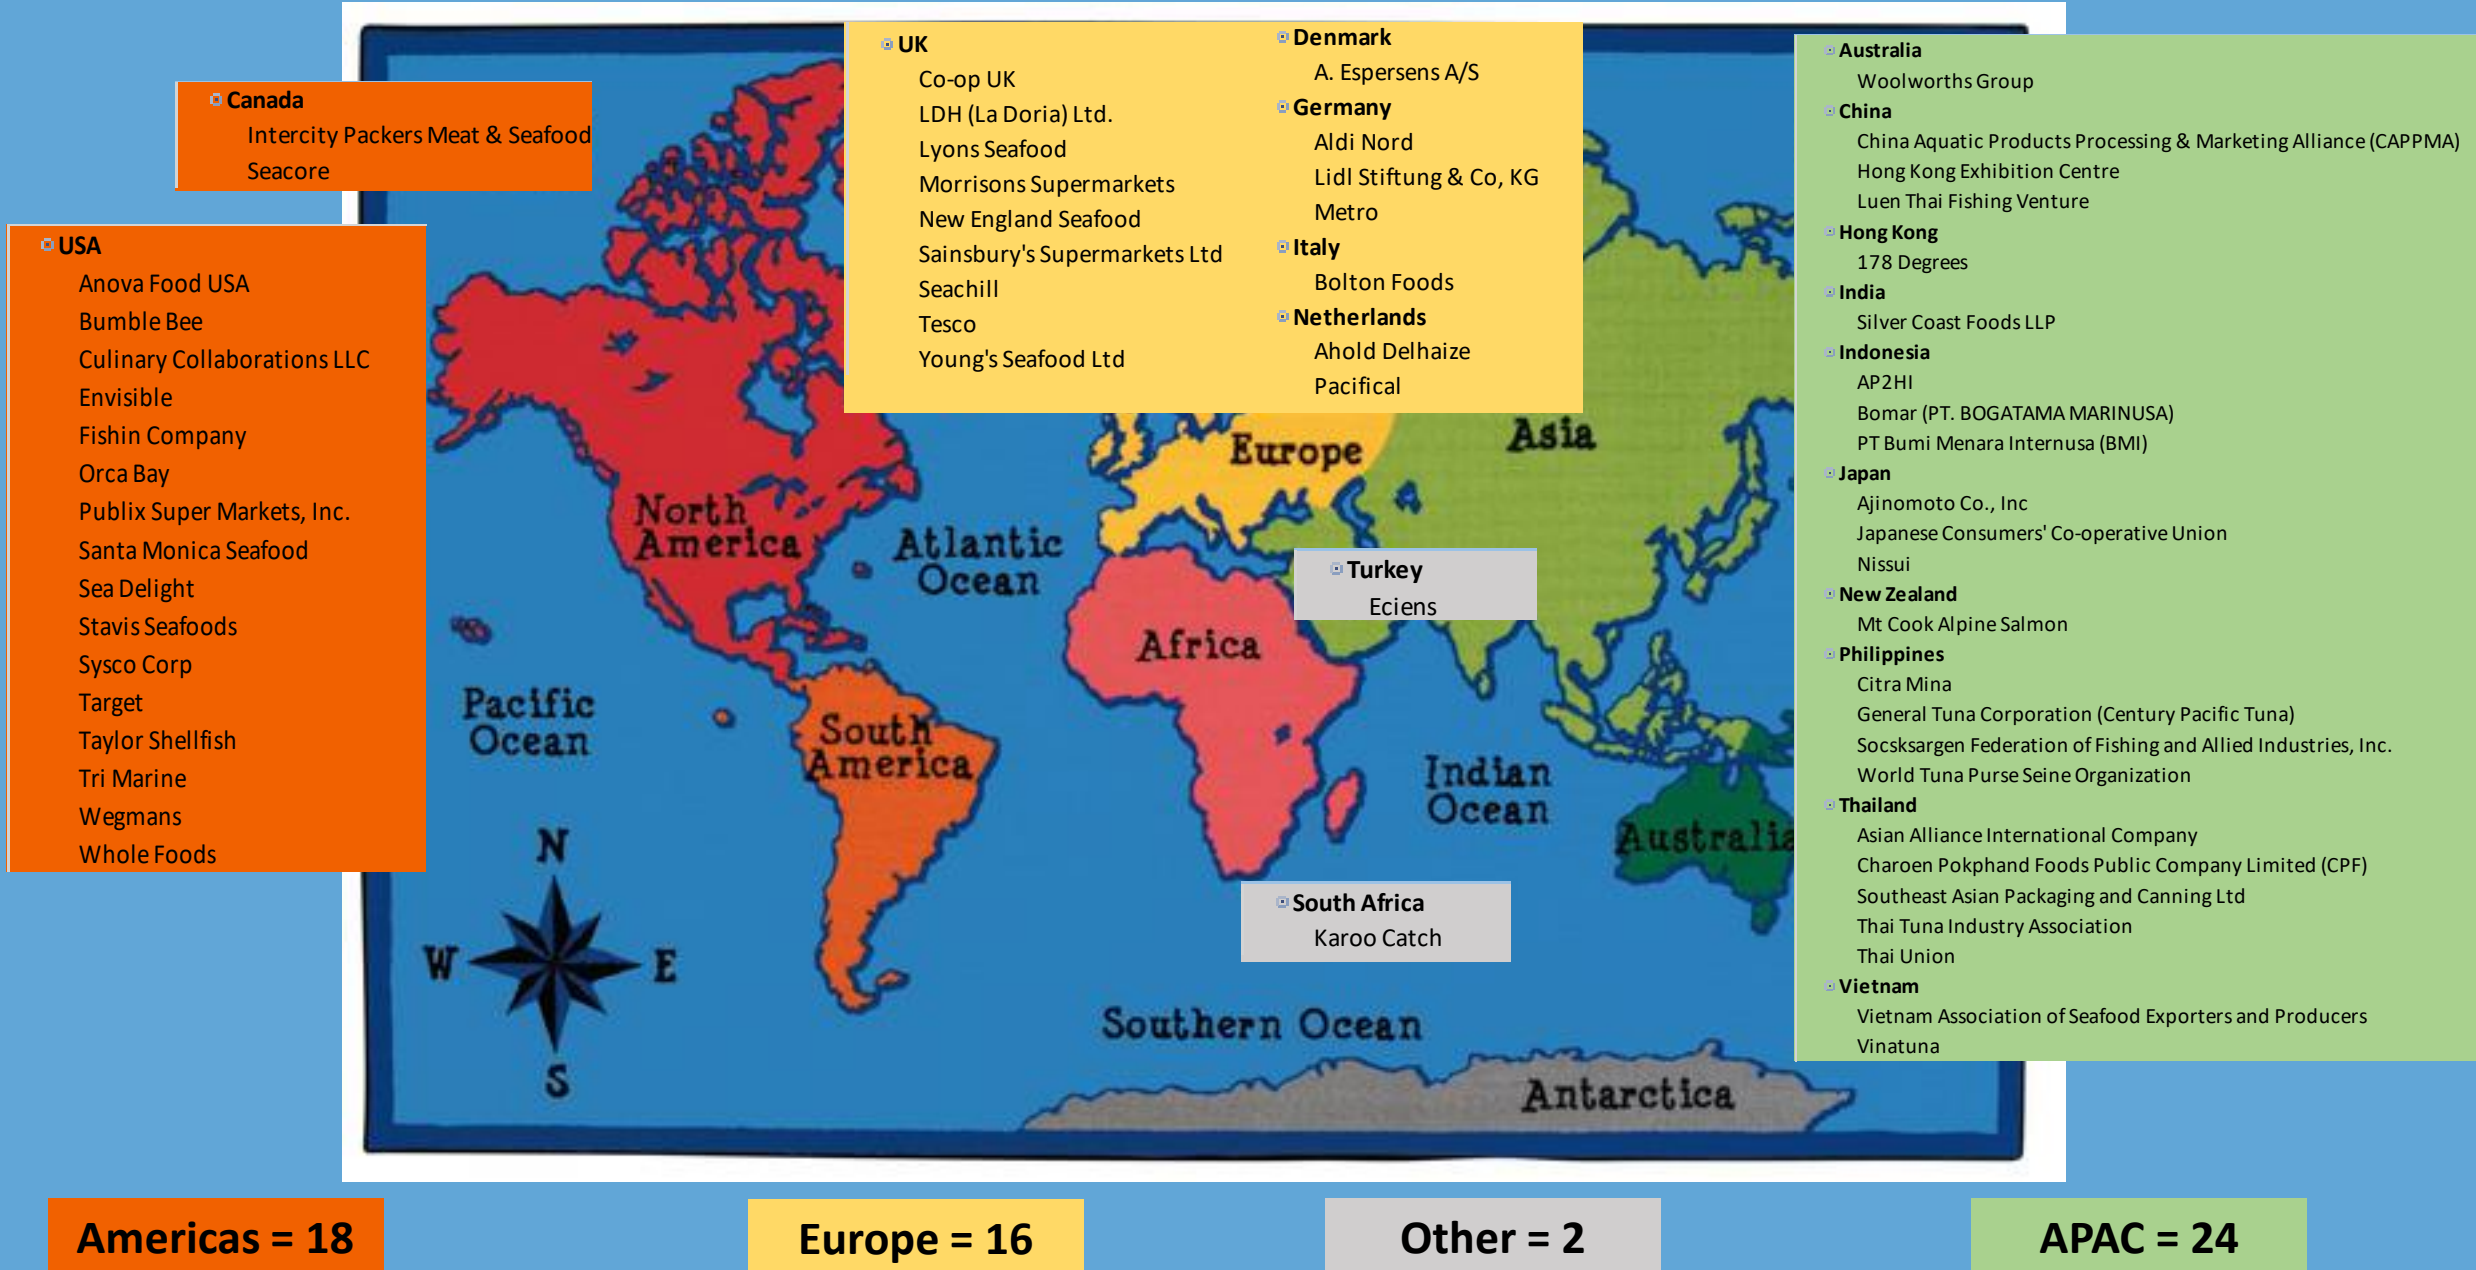 Canada
Intercity Packers Meat & Seafood
Seacore
USA
Anova Food USA
Bumble Bee
Culinary Collaborations LLC
Envisible
Fishin Company
Orca Bay
Publix Super Markets, Inc.
Santa Monica Seafood
Sea Delight
Stavis Seafoods
Sysco Corp
Target
Taylor Shellfish
Tri Marine
Wegmans
Whole Foods
UK
Co-op UK
LDH (La Doria) Ltd.
Lyons Seafood
Morrisons Supermarkets
New England Seafood
Sainsbury's Supermarkets Ltd
Seachill
Tesco
Young's Seafood Ltd
Denmark
A. Espersens A/S
Germany
Aldi Nord
Lidl Stiftung & Co, KG
Metro
Italy
Bolton Foods
Netherlands
Ahold Delhaize
Pacifical
Australia
Woolworths Group
China
China Aquatic Products Processing & Marketing Alliance (CAPPMA)
Hong Kong Exhibition Centre
Luen Thai Fishing Venture
Hong Kong
178 Degrees
India
Silver Coast Foods LLP
Indonesia
AP2HI
Bomar (PT. BOGATAMA MARINUSA)
PT Bumi Menara Internusa (BMI)
Japan
Ajinomoto Co., Inc
Japanese Consumers' Co-operative Union
Nissui
New Zealand
Mt Cook Alpine Salmon
Philippines
Citra Mina
General Tuna Corporation (Century Pacific Tuna)
Socsksargen Federation of Fishing and Allied Industries, Inc.
World Tuna Purse Seine Organization
Thailand
Asian Alliance International Company
Charoen Pokphand Foods Public Company Limited (CPF)
Southeast Asian Packaging and Canning Ltd
Thai Tuna Industry Association
Thai Union
Vietnam
Vietnam Association of Seafood Exporters and Producers
Vinatuna
Turkey
Eciens
South Africa
Karoo Catch
North
America
Atlantic
Ocean
Europe
Asia
Africa
Pacific
Ocean
South
America
Indian
Ocean
Australia
N
W
E
S
Southern Ocean
Antarctica
Americas = 18
Europe = 16
Other = 2
APAC = 24